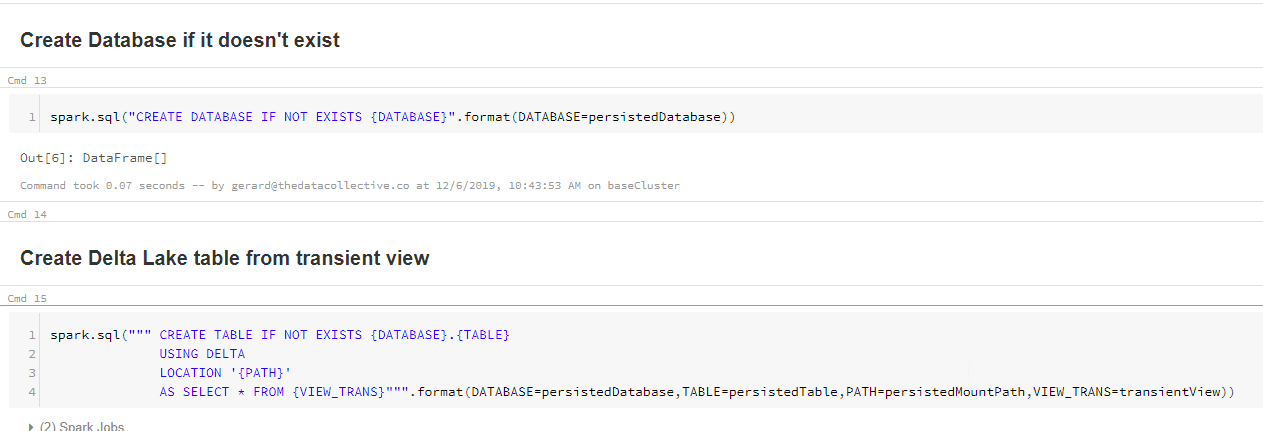 Create Database if it doesn't exist
Cmd 13
1 spark.sql("CREATE DATABASE IF NOT EXISTS {DATABASE}".format(DATABASE=persistedDatabase))
Out[6]: DataFrame[]
Command took 0.07 seconds -- by gerard@thedatacollective.co at 12/6/2019, 10:43:53 AM on baseCluster
Cmd 14
Create Delta Lake table from transient view
Cmd 15
1 spark.sql(""" CREATE TABLE IF NOT EXISTS {DATABASE}.{TABLE}
2 USING DELTA
3 LOCATION '{PATH}'
4 AS SELECT * FROM {VIEW_TRANS}""".format(DATABASE=persistedDatabase,TABLE=persistedTable,PATH=persistedMountPath,VIEW_TRANS=transientView))
(2) Spark Jobs